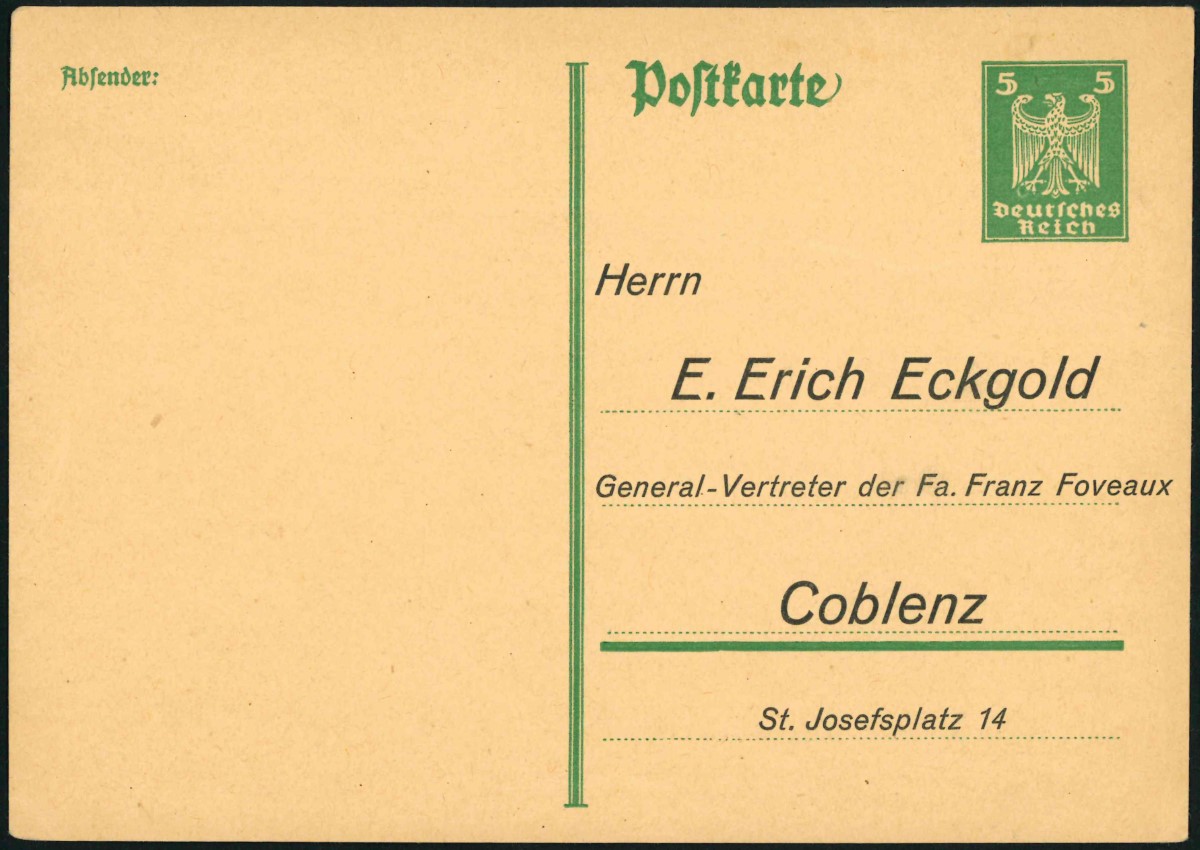 Absender:
Postkarte
5 5
Deutsches
Reich
Herrn
E. Erich Eckgold
General-Vertreter der Fa. Franz Foveaux
Coblenz
St. Josefsplatz 14